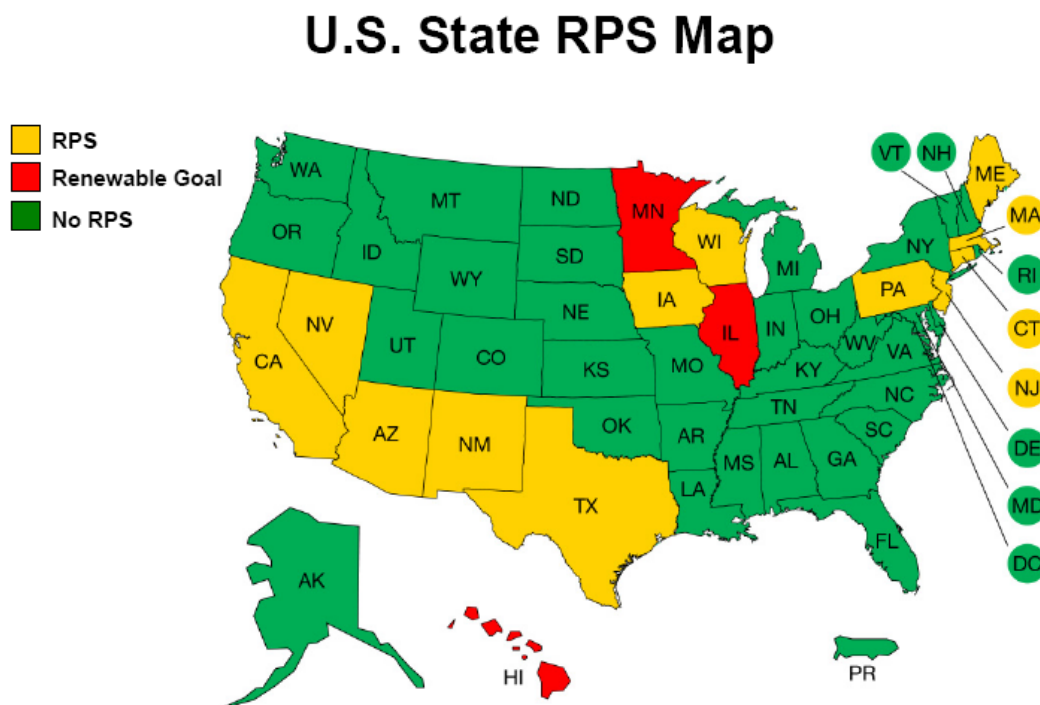 U.S. State RPS Map
RPS
Renewable Goal
No RPS
WA
MT
ND
MN
VT
NH
ME
OR
ID
WY
SD
WI
MI
NY
MA
RI
NV
CA
UT
CO
NE
IA
IL
IN
OH
PA
CT
KS
MO
WV
VA
KY
NJ
AZ
NM
OK
AR
TN
NC
SC
DE
TX
LA
MS
AL
GA
MD
FL
DC
AK
HI
PR